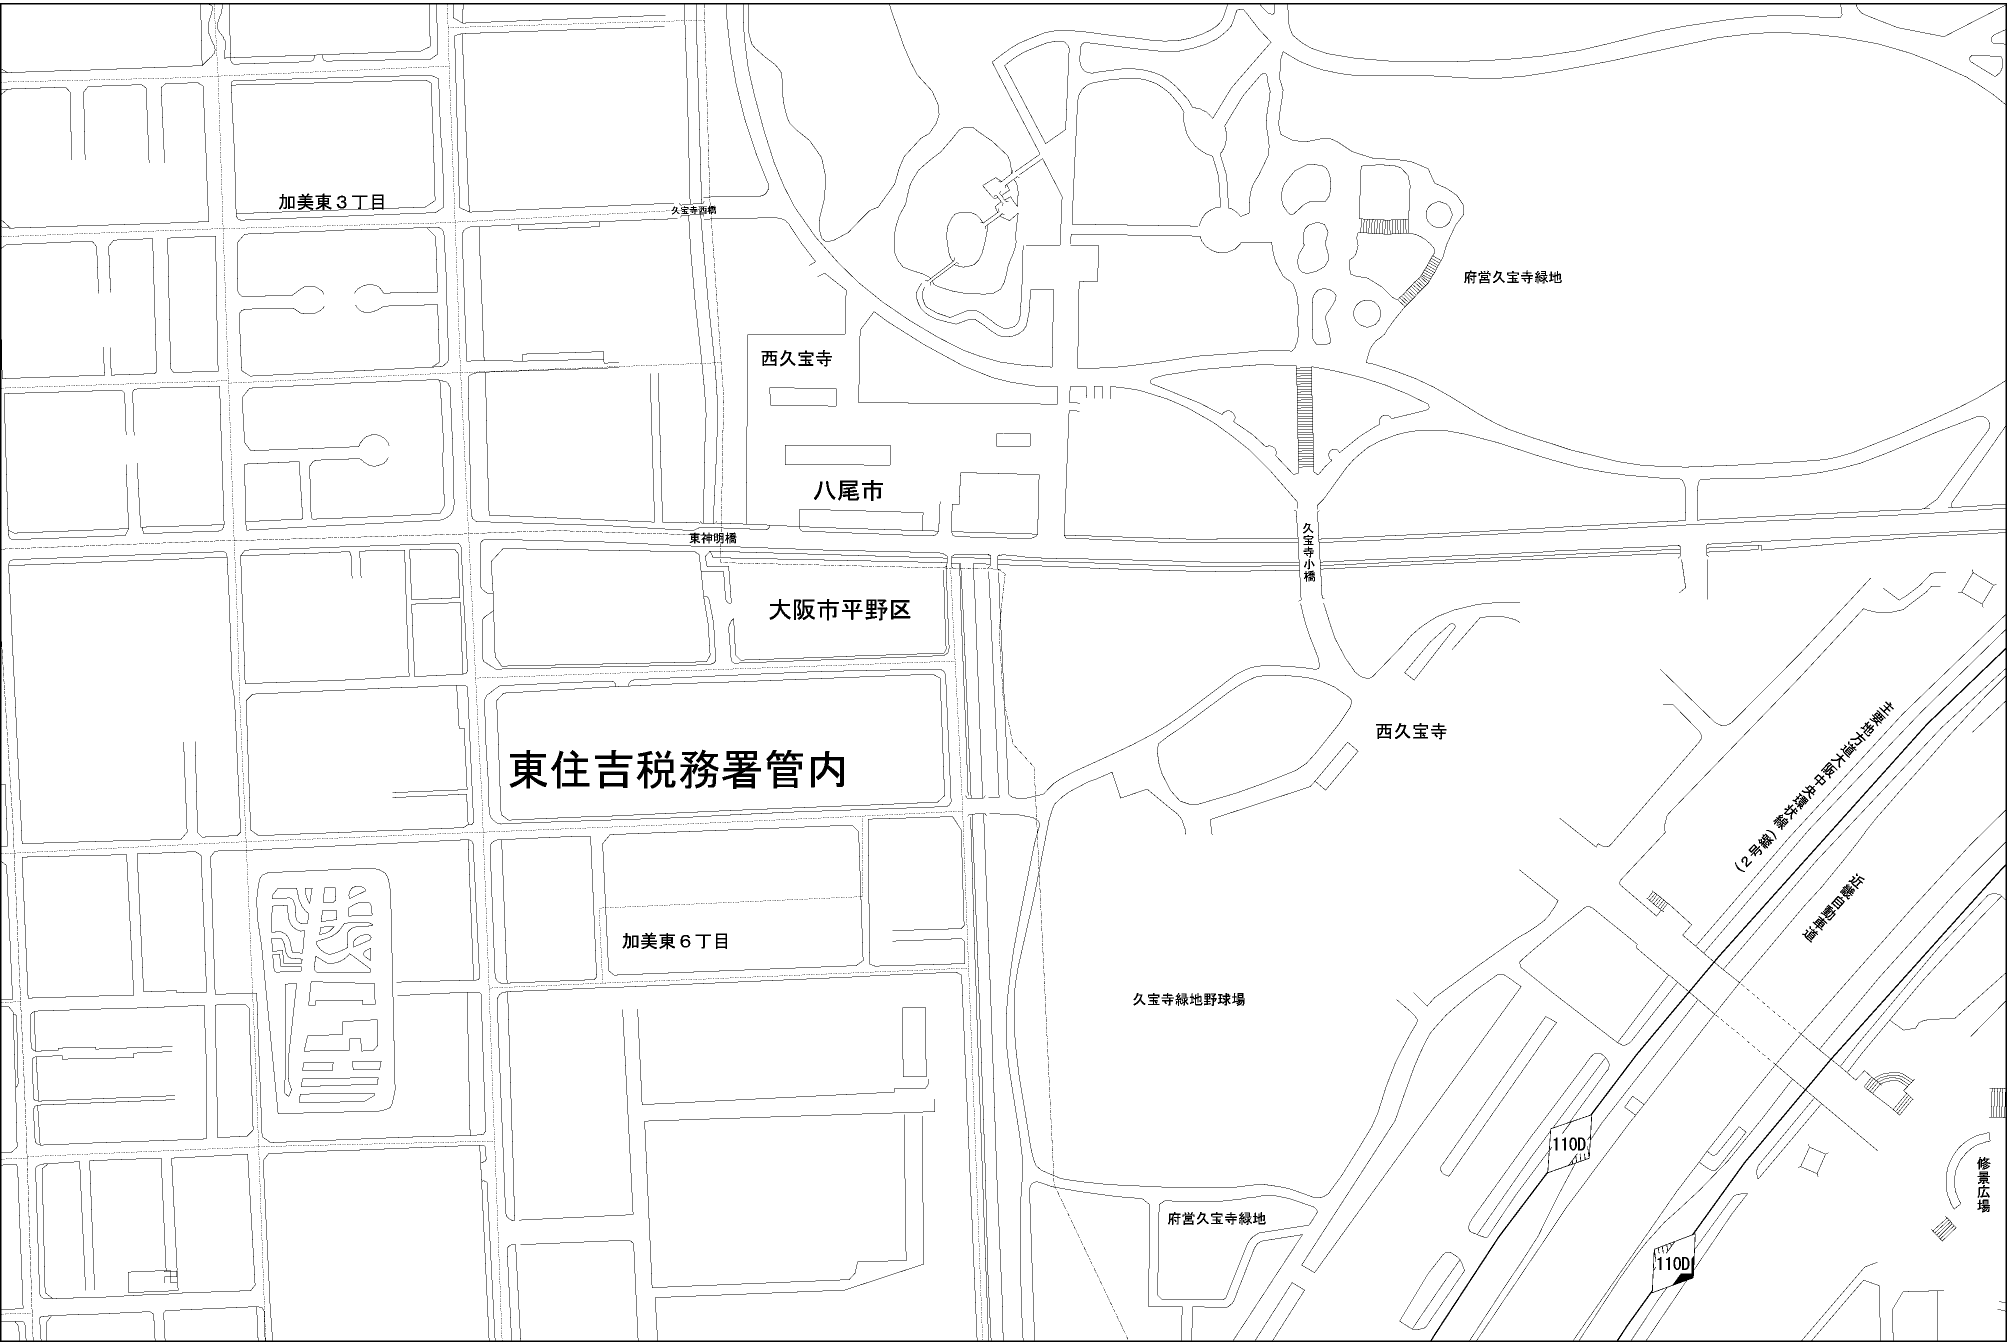 加美東３丁目
久宝寺西橋
府営久宝寺緑地
西久宝寺
八尾市
東神明橋
久宝寺小橋
大阪市平野区
西久宝寺
東住吉税務署管内
主要地方道大阪中央環状線
(２号線)
近畿自動車道
加美東６丁目
久宝寺緑地野球場
110D
修景広場
府営久宝寺緑地
110D